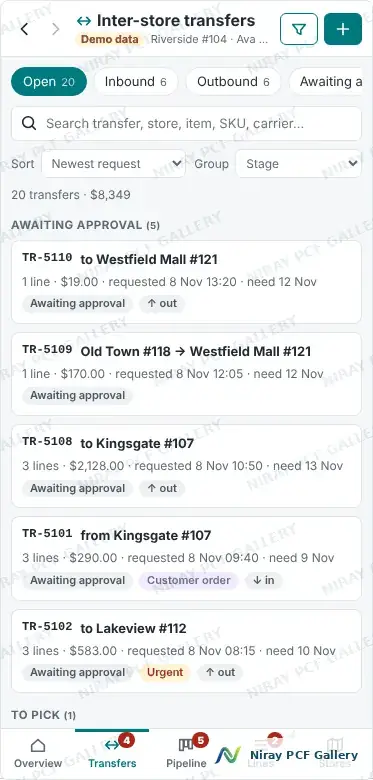 Inter-store transfers
Demo data Riverside #104 · Ava ...
Open 20 Inbound 6 Outbound 6 Awaiting a
Search transfer, store, item, SKU, carrier...
Sort Newest request Group Stage
20 transfers · $8,349
AWAITING APPROVAL (5)
TR-5110 to Westfield Mall #121
1 line · $19.00 · requested 8 Nov 13:20 · need 12 Nov
Awaiting approval ↑ out
TR-5109 Old Town #118 → Westfield Mall #121
1 line · $170.00 · requested 8 Nov 12:05 · need 12 Nov
Awaiting approval
TR-5108 to Kingsgate #107
3 lines · $2,128.00 · requested 8 Nov 10:50 · need 13 Nov
Awaiting approval ↑ out
TR-5101 from Kingsgate #107
3 lines · $290.00 · requested 8 Nov 09:40 · need 9 Nov
Awaiting approval Customer order ↓ in
TR-5102 to Lakeview #112
3 lines · $583.00 · requested 8 Nov 08:15 · need 10 Nov
Awaiting approval Urgent ↑ out
TO PICK (1)
4 5 2
Overview Transfers Pipeline Lines Stores
Niray PCF Gallery
NIRAY PCF GALLERY